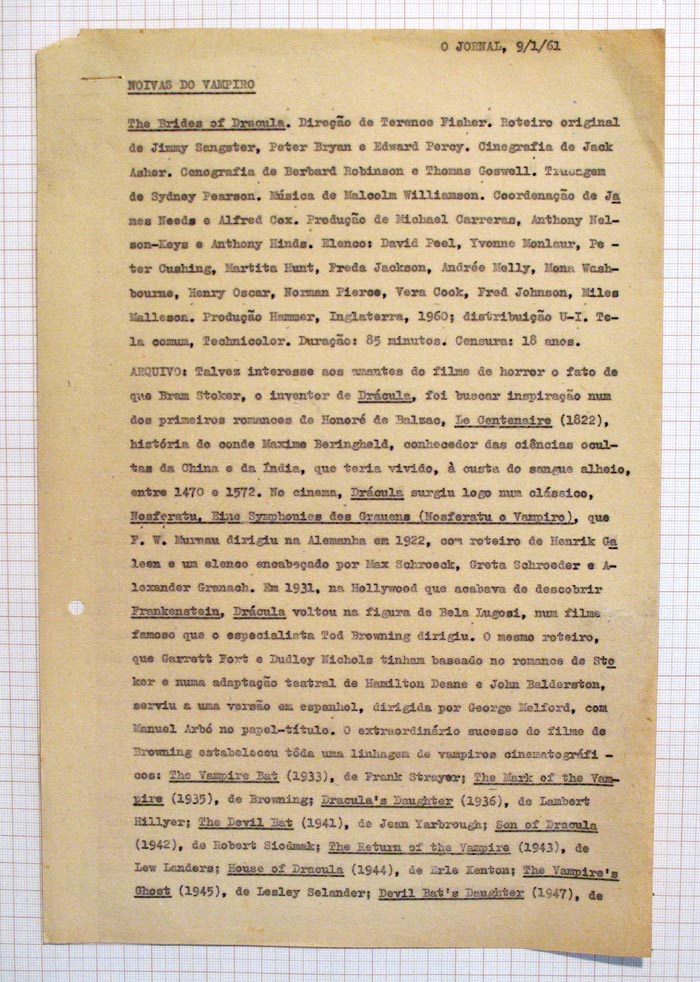 O JORNAL, 9/1/61
NOIVAS DO VAMPIRO
The Brides of Dracula. Direção de Terence Fisher. Roteiro original
de Jimmy Sangster, Peter Bryan e Edward Percy. Cinegrafia de Jack
Asher. Cenografia de Berbard Robinson e Thomas Goswell. Trucagem
de Sydney Pearson. Música de Malcolm Williamson. Coordenação de Ja
mes Needs e Alfred Cox. Produção de Michael Carreras, Anthony Nel-
son-Keys e Anthony Hinds. Elenco: David Peel, Yvonne Monlaur, Pe -
ter Cushing, Martita Hunt, Freda Jackson, Andrée Melly, Mona Wash-
bourne, Henry Oscar, Norman Pierce, Vera Cook, Fred Johnson, Miles
Malleson. Produção Hammer, Inglaterra, 1960; distribuição U-I. Te-
la comum, Technicolor. Duração: 85 minutos. Censura: 18 anos.
ARQUIVO: Talvez interesse aos amantes do filme de horror o fato de
que Bram Stoker, o inventor de Drácula, foi buscar inspiração num
dos primeiros romances de Honoré de Balzac, Le Centenaire (1822),
história do conde Maxime Beringheld, conhecedor das ciências ocul-
tas da China e da Índia, que teria vivido, à custa do sangue alheio,
entre 1470 e 1572. No cinema, Drácula surgiu logo num clássico,
Nosferatu, Eine Symphonies des Grauens (Nosferatu o Vampiro), que
F. W. Murnau dirigiu na Alemanha em 1922, com roteiro de Henrik Ga
leen e um elenco encabeçado por Max Schreck, Greta Schroeder e A-
lexander Granach. Em 1931, na Hollywood que acabava de descobrir
Frankenstein, Drácula voltou na figura de Bela Lugosi, num filme
famoso que o especialista Tod Browning dirigiu. O mesmo roteiro,
que Garrett Fort e Dudley Nichols tinham baseado no romance de Sto
ker e numa adaptação teatral de Hamilton Deane e John Balderston,
serviu a uma versão em espanhol, dirigida por George Melford, com
Manuel Arbó no papel-título. O extraordinário sucesso do filme de
Browning estabeleceu tôda uma linhagem de vampiros cinematográfi -
cos: The Vampire Bat (1933), de Frank Strayer; The Mark of the Vam-
pire (1935), de Browning; Dracula's Daughter (1936), de Lambert
Hillyer; The Devil Bat (1941), de Jean Yarbrough; Son of Dracula
(1942), de Robert Siodmak; The Return of the Vampire (1943), de
Lew Landers; House of Dracula (1944), de Erle Kenton; The Vampire's
Ghost (1945), de Lesley Selander; Devil Bat's Daughter (1947), de